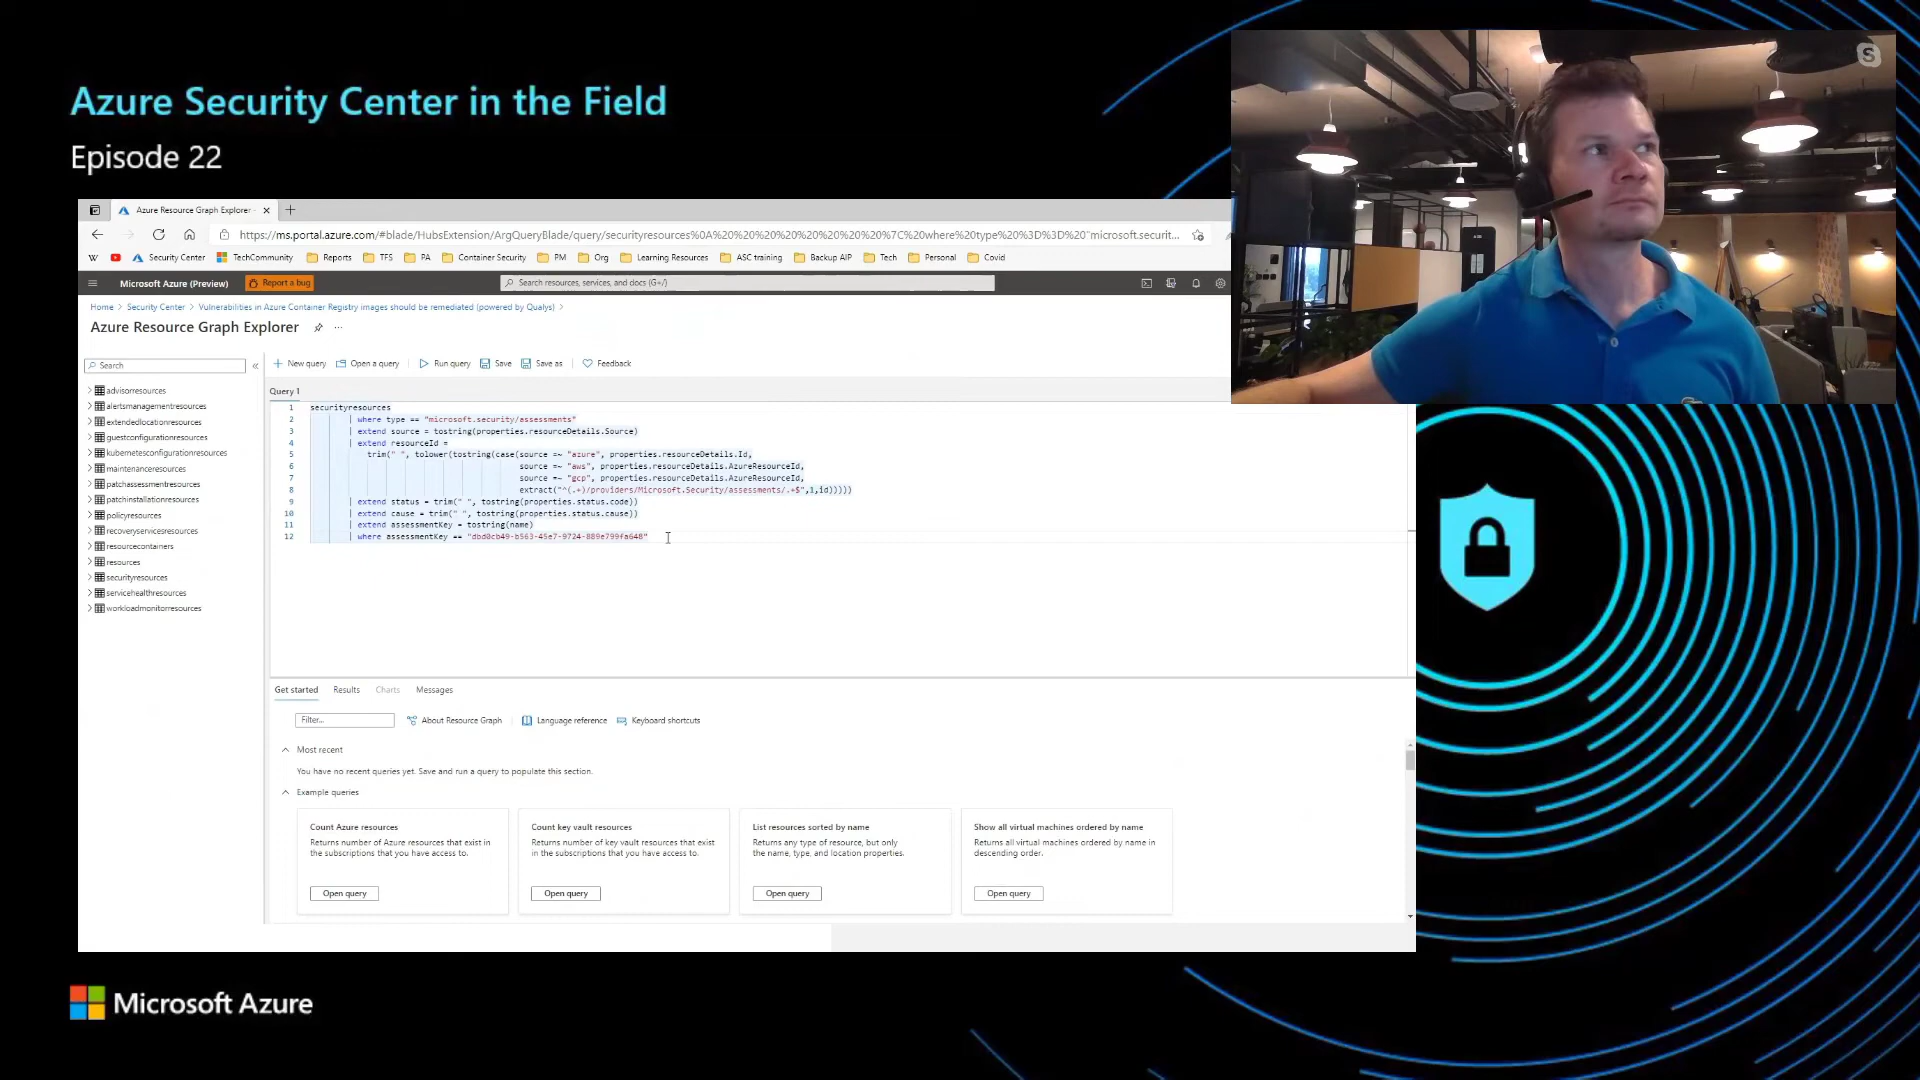 Azure Security Center in the Field
Episode 22
Azure Resource Graph Explorer -
https://ms.portal.azure.com/#blade/HubsExtension/ArgQueryBlade/query/securityresources%0A%20%20%20%20%20%20%20%20%7C%20where%20type%20%3D%3D%20"microsoft.securit...
Security Center TechCommunity Reports TFS PA Container Security PM Org Learning Resources ASC training Backup AIP Tech Personal Covid
Microsoft Azure (Preview) Report a bug Search resources, services, and docs (G+/)
Home > Security Center > Vulnerabilities in Azure Container Registry images should be remediated (powered by Qualys) >
Azure Resource Graph Explorer ...
Search «
New query Open a query Run query Save Save as Feedback
advisorresources
alertsmanagementresources
extendedlocationresources
guestconfigurationresources
kubernetesconfigurationresources
maintenanceresources
patchassessmentresources
patchinstallationresources
policyresources
recoveryservicesresources
resourcecontainers
resources
securityresources
servicehealthresources
workloadmonitorresources
Query 1
1 securityresources
2 | where type == "microsoft.security/assessments"
3 | extend source = tostring(properties.resourceDetails.Source)
4 | extend resourceId =
5 trim(" ", tolower(tostring(case(source =~ "azure", properties.resourceDetails.Id,
6 source =~ "aws", properties.resourceDetails.AzureResourceId,
7 source =~ "gcp", properties.resourceDetails.AzureResourceId,
8 extract("^(.+)/providers/Microsoft.Security/assessments/.+$",1,id)))))
9 | extend status = trim(" ", tostring(properties.status.code))
10 | extend cause = trim(" ", tostring(properties.status.cause))
11 | extend assessmentKey = tostring(name)
12 | where assessmentKey == "dbd0cb49-b563-45e7-9724-889e799fa648"
Get started Results Charts Messages
Filter... About Resource Graph Language reference Keyboard shortcuts
Most recent
You have no recent queries yet. Save and run a query to populate this section.
Example queries
Count Azure resources
Returns number of Azure resources that exist in
the subscriptions that you have access to.
Open query
Count key vault resources
Returns number of key vault resources that exist
in the subscriptions that you have access to.
Open query
List resources sorted by name
Returns any type of resource, but only
the name, type, and location properties.
Open query
Show all virtual machines ordered by name
Returns all virtual machines ordered by name in
descending order.
Open query
Microsoft Azure